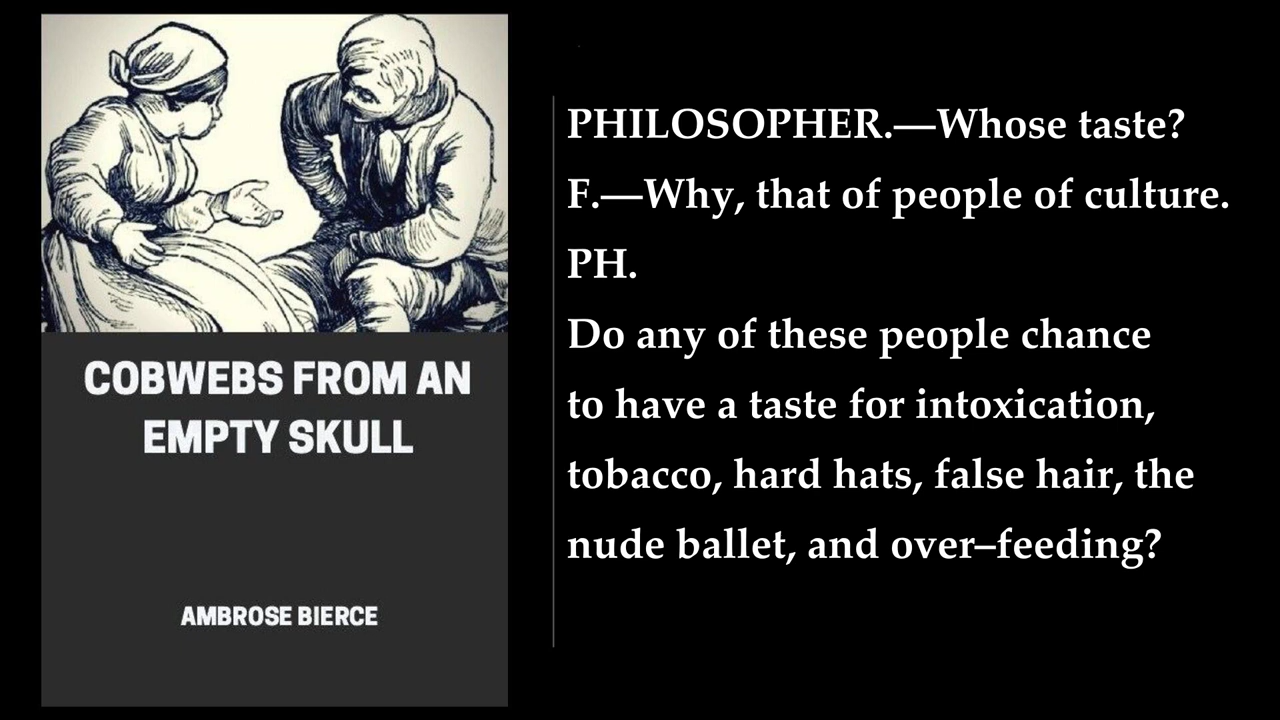 COBWEBS FROM AN
EMPTY SKULL
AMBROSE BIERCE
PHILOSOPHER.—Whose taste?
F.—Why, that of people of culture.
PH.
Do any of these people chance
to have a taste for intoxication,
tobacco, hard hats, false hair, the
nude ballet, and over–feeding?